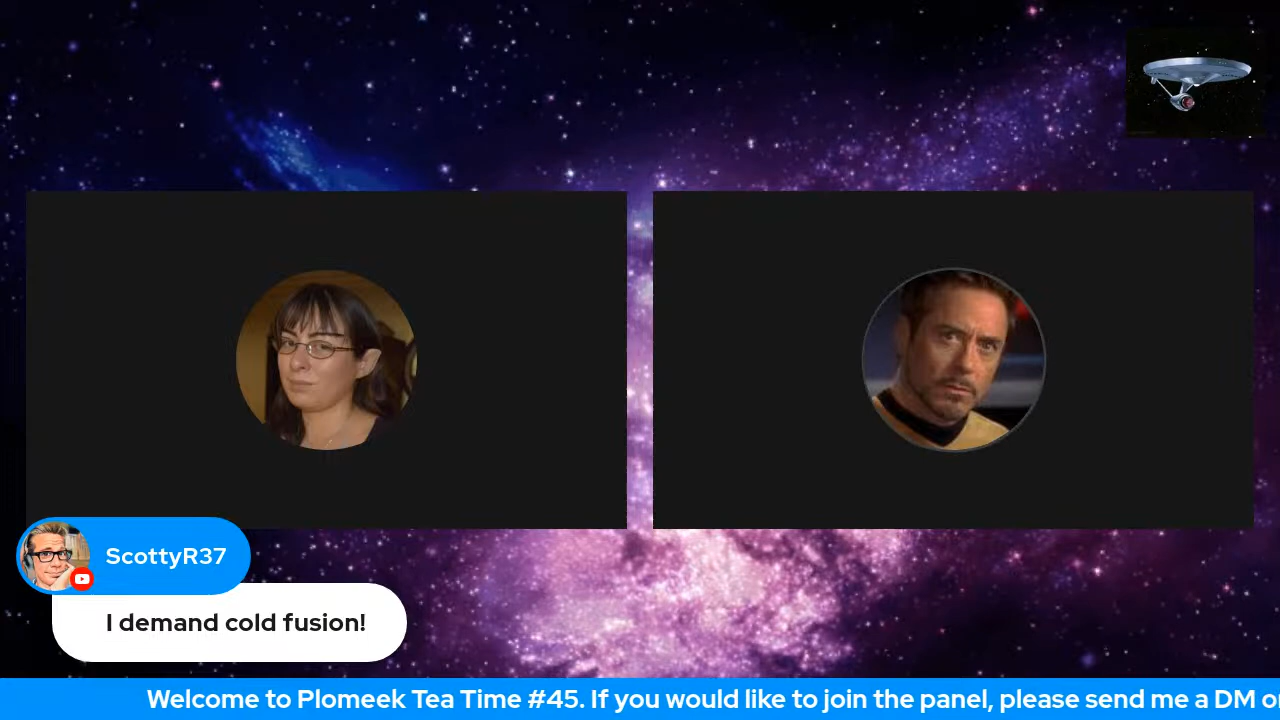 ScottyR37
I demand cold fusion!
Welcome to Plomeek Tea Time #45. If you would like to join the panel, please send me a DM